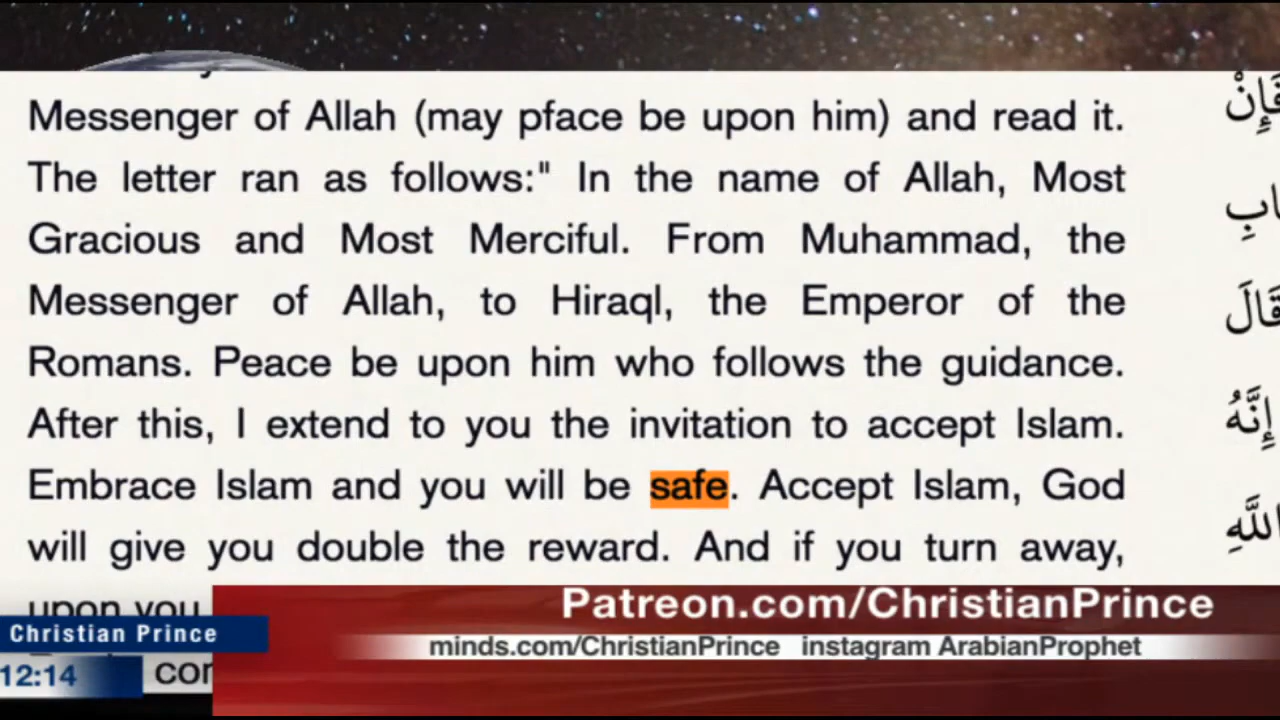 Messenger of Allah (may pface be upon him) and read it.
The letter ran as follows:" In the name of Allah, Most
Gracious and Most Merciful. From Muhammad, the
Messenger of Allah, to Hiraql, the Emperor of the
Romans. Peace be upon him who follows the guidance.
After this, I extend to you the invitation to accept Islam.
Embrace Islam and you will be safe. Accept Islam, God
will give you double the reward. And if you turn away,
upon you
فَإِنْ
قَالَ
إِنَّهُ
اللَّهِ
Patreon.com/ChristianPrince
Christian Prince
minds.com/ChristianPrince instagram ArabianProphet
12:14